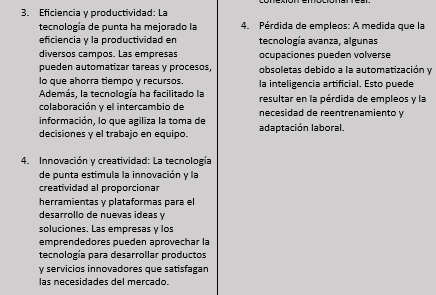 3. Eficiencia y productividad: La
tecnología de punta ha mejorado la
eficiencia y la productividad en
diversos campos. Las empresas
pueden automatizar tareas y procesos,
lo que ahorra tiempo y recursos.
Además, la tecnología ha facilitado la
colaboración y el intercambio de
información, lo que agiliza la toma de
decisiones y el trabajo en equipo.
4. Innovación y creatividad: La tecnología
de punta estimula la innovación y la
creatividad al proporcionar
herramientas y plataformas para el
desarrollo de nuevas ideas y
soluciones. Las empresas y los
emprendedores pueden aprovechar la
tecnología para desarrollar productos
y servicios innovadores que satisfagan
las necesidades del mercado.
conexión emocional real.
4. Pérdida de empleos: A medida que la
tecnología avanza, algunas
ocupaciones pueden volverse
obsoletas debido a la automatización y
la inteligencia artificial. Esto puede
resultar en la pérdida de empleos y la
necesidad de reentrenamiento y
adaptación laboral.